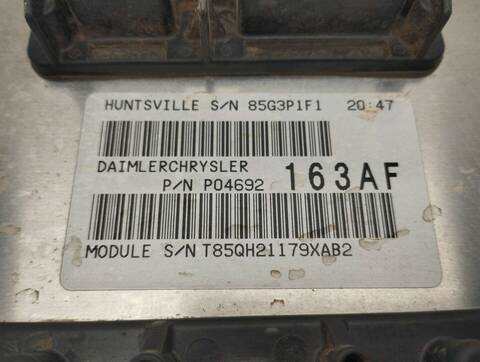 HUNTSVILLE S/N 85G3P1F1 20:47
DAIMLERCHRYSLER
P/N P04692 163AF
MODULE S/N T85QH21179XAB2